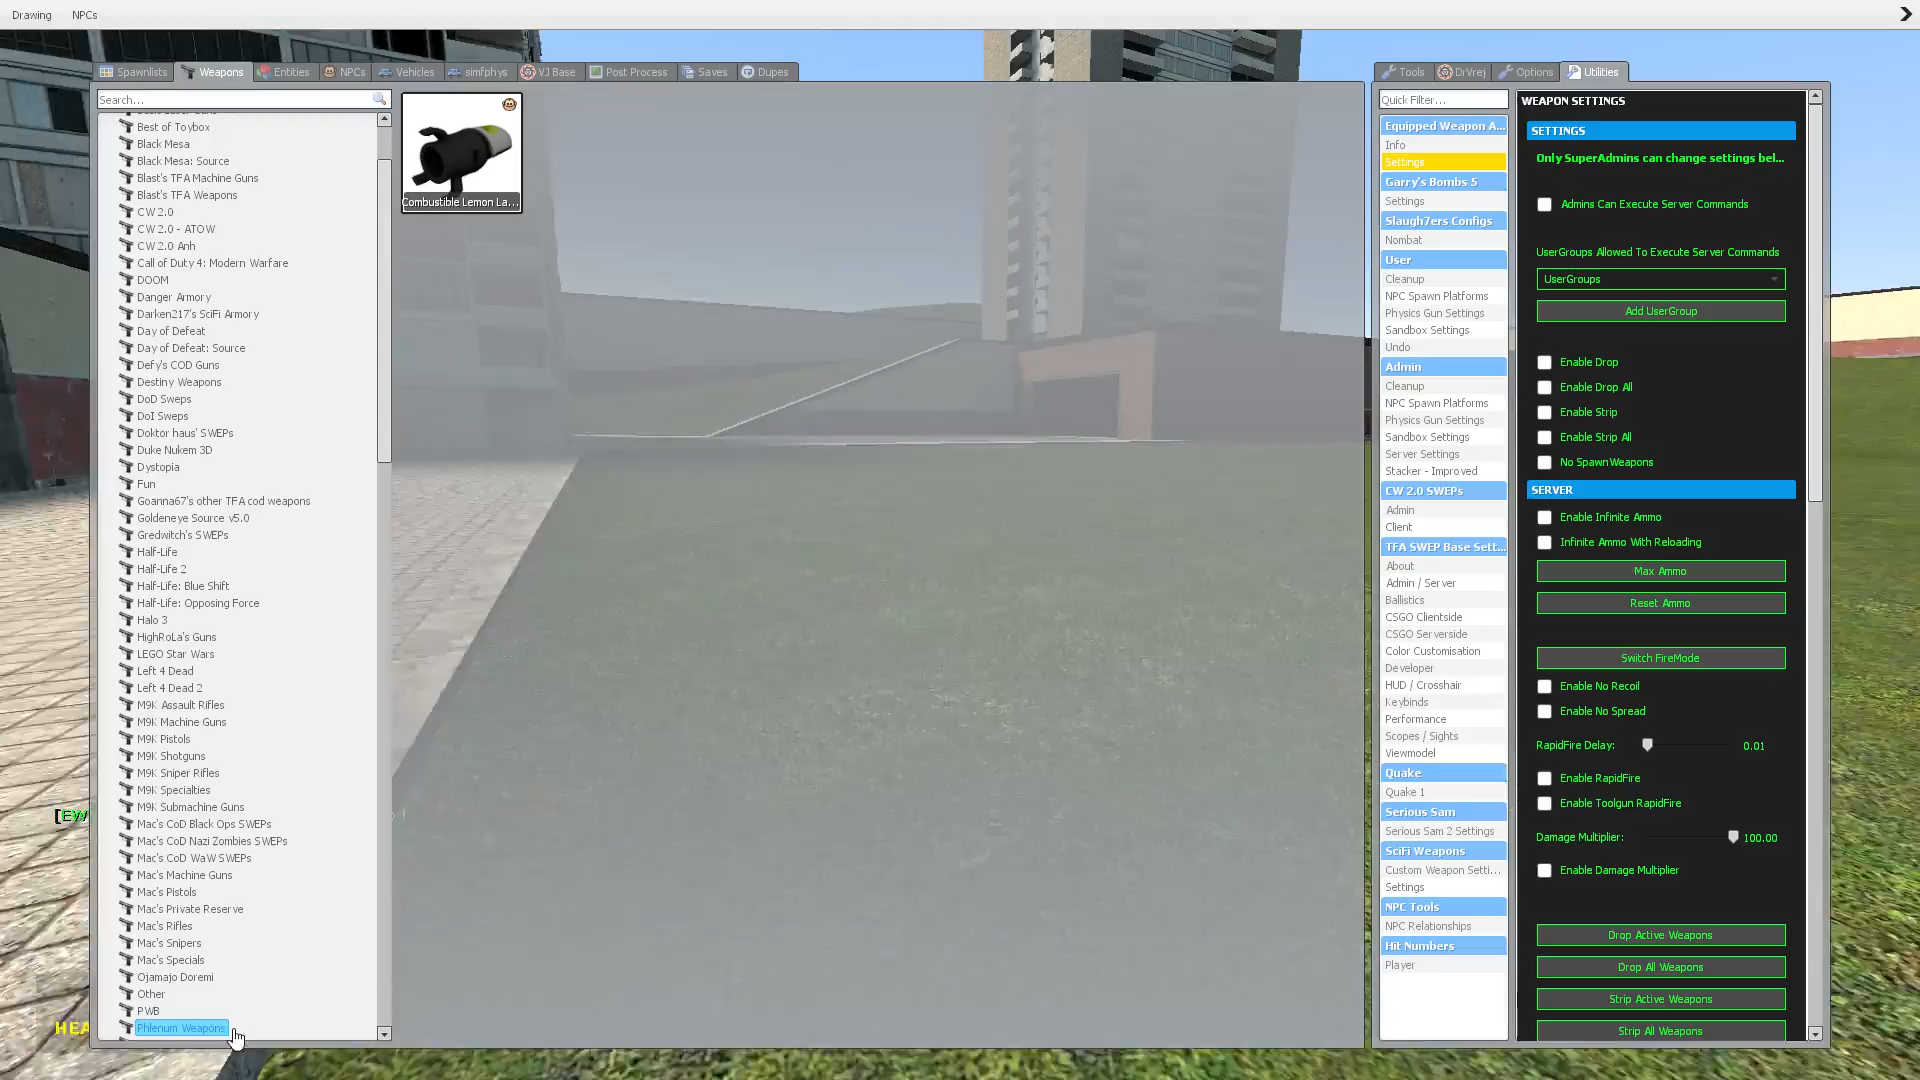 Drawing NPCs
Spawnlists Weapons Entities NPCs Vehicles simfphys VJ Base Post Process Saves Dupes
Search...
Best of Toybox
Black Mesa
Black Mesa: Source
Blast's TFA Machine Guns
Blast's TFA Weapons
CW 2.0
CW 2.0 - ATOW
CW 2.0 Anh
Call of Duty 4: Modern Warfare
DOOM
Danger Armory
Darken217's SciFi Armory
Day of Defeat
Day of Defeat: Source
Defy's COD Guns
Destiny Weapons
DoD Sweps
DoI Sweps
Doktor haus' SWEPs
Duke Nukem 3D
Dystopia
Fun
Goanna67's other TFA cod weapons
Goldeneye Source v5.0
Gredwitch's SWEPs
Half-Life
Half-Life 2
Half-Life: Blue Shift
Half-Life: Opposing Force
Halo 3
HighRoLa's Guns
LEGO Star Wars
Left 4 Dead
Left 4 Dead 2
M9K Assault Rifles
M9K Machine Guns
M9K Pistols
M9K Shotguns
M9K Sniper Rifles
M9K Specialties
M9K Submachine Guns
Mac's CoD Black Ops SWEPs
Mac's CoD Nazi Zombies SWEPs
Mac's CoD WaW SWEPs
Mac's Machine Guns
Mac's Pistols
Mac's Private Reserve
Mac's Rifles
Mac's Snipers
Mac's Specials
Ojamajo Doremi
Other
PWB
Phlenum Weapons
[EW
HEA
Combustible Lemon La...
Tools DrVrej Options Utilities
Quick Filter...
Equipped Weapon A...
Info
Settings
Garry's Bombs 5
Settings
Slaugh7ers Configs
Nombat
User
Cleanup
NPC Spawn Platforms
Physics Gun Settings
Sandbox Settings
Undo
Admin
Cleanup
NPC Spawn Platforms
Physics Gun Settings
Sandbox Settings
Server Settings
Stacker - Improved
CW 2.0 SWEPs
Admin
Client
TFA SWEP Base Sett...
About
Admin / Server
Ballistics
CSGO Clientside
CSGO Serverside
Color Customisation
Developer
HUD / Crosshair
Keybinds
Performance
Scopes / Sights
Viewmodel
Quake
Quake 1
Serious Sam
Serious Sam 2 Settings
SciFi Weapons
Custom Weapon Setti...
Settings
NPC Tools
NPC Relationships
Hit Numbers
Player
WEAPON SETTINGS
SETTINGS
Only SuperAdmins can change settings bel...
Admins Can Execute Server Commands
UserGroups Allowed To Execute Server Commands
UserGroups
Add UserGroup
Enable Drop
Enable Drop All
Enable Strip
Enable Strip All
No SpawnWeapons
SERVER
Enable Infinite Ammo
Infinite Ammo With Reloading
Max Ammo
Reset Ammo
Switch FireMode
Enable No Recoil
Enable No Spread
RapidFire Delay: 0.01
Enable RapidFire
Enable Toolgun RapidFire
Damage Multiplier: 100.00
Enable Damage Multiplier
Drop Active Weapons
Drop All Weapons
Strip Active Weapons
Strip All Weapons